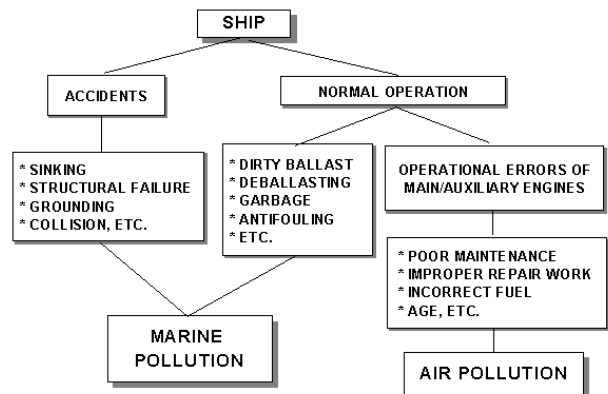 SHIP
ACCIDENTS
NORMAL OPERATION
* SINKING
* STRUCTURAL FAILURE
* GROUNDING
* COLLISION, ETC.
* DIRTY BALLAST
* DEBALLASTING
* GARBAGE
* ANTIFOULING
* ETC.
OPERATIONAL ERRORS OF
MAIN/AUXILIARY ENGINES
* POOR MAINTENANCE
* IMPROPER REPAIR WORK
* INCORRECT FUEL
* AGE, ETC.
MARINE
POLLUTION
AIR POLLUTION